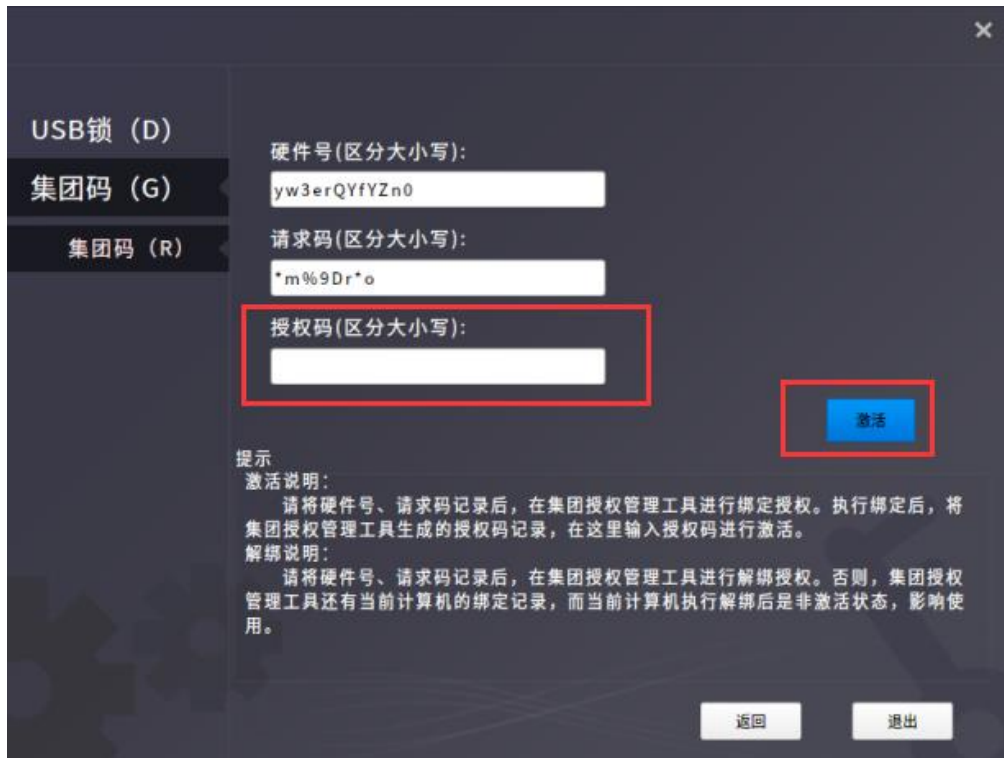 ×
USB锁（D）
集团码（G）
集团码（R）
硬件号(区分大小写):
yw3erQYfYZn0
请求码(区分大小写):
*m%9Dr*o
授权码(区分大小写):
激活
提示
激活说明:
请将硬件号、请求码记录后，在集团授权管理工具进行绑定授权。执行绑定后，将
集团授权管理工具生成的授权码记录，在这里输入授权码进行激活。
解绑说明:
请将硬件号、请求码记录后，在集团授权管理工具进行解绑授权。否则，集团授权
管理工具还有当前计算机的绑定记录，而当前计算机执行解绑后是非激活状态，影响使
用。
返回
退出